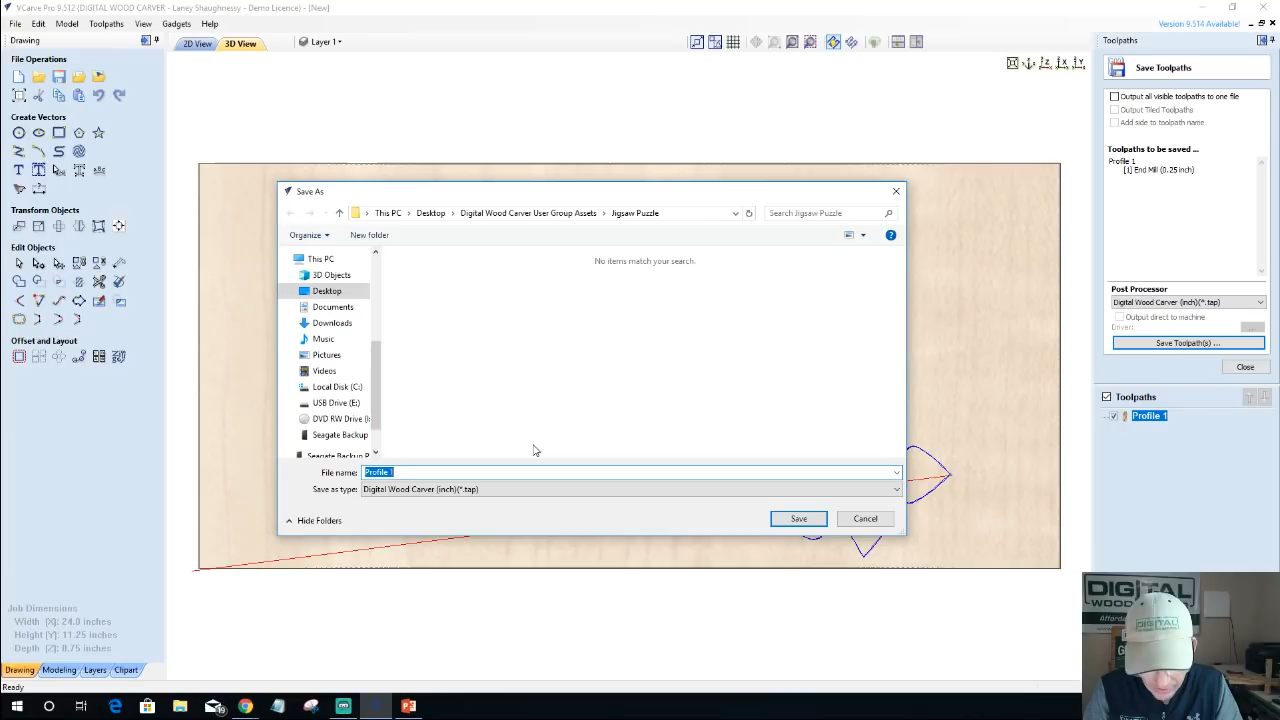 VCarve Pro 9.512 (DIGITAL WOOD CARVER - Laney Shaughnessy - Demo Licence) - [New]
File Edit Model Toolpaths View Gadgets Help
Version 9.514 Available!
Drawing
2D View
3D View
Layer 1
Toolpaths
File Operations
Create Vectors
Transform Objects
Edit Objects
Offset and Layout
Job Dimensions
Width (X): 24.0 inches
Height (Y): 11.25 inches
Depth (Z): 0.75 inches
Drawing
Modeling
Layers
Clipart
Ready
Save As
This PC
Desktop
Digital Wood Carver User Group Assets
Jigsaw Puzzle
Search Jigsaw Puzzle
Organize
New folder
This PC
3D Objects
Desktop
Documents
Downloads
Music
Pictures
Videos
Local Disk (C:)
USB Drive (E:)
DVD RW Drive (
Seagate Backup
Seagate Backup P
No items match your search.
File name:
Profile 1
Save as type:
Digital Wood Carver (inch)(*.tap)
Hide Folders
Save
Cancel
Save Toolpaths
Output all visible toolpaths to one file
Output Tiled Toolpaths
Add side to toolpath name
Toolpaths to be saved ...
Profile 1
[1] End Mill (0.25 inch)
Post Processor
Digital Wood Carver (inch)(*.tap)
Output direct to machine
Driver:
...
Save Toolpath(s) ...
Close
Toolpaths
Profile 1
DIGITAL
WOOD
DIGITAL